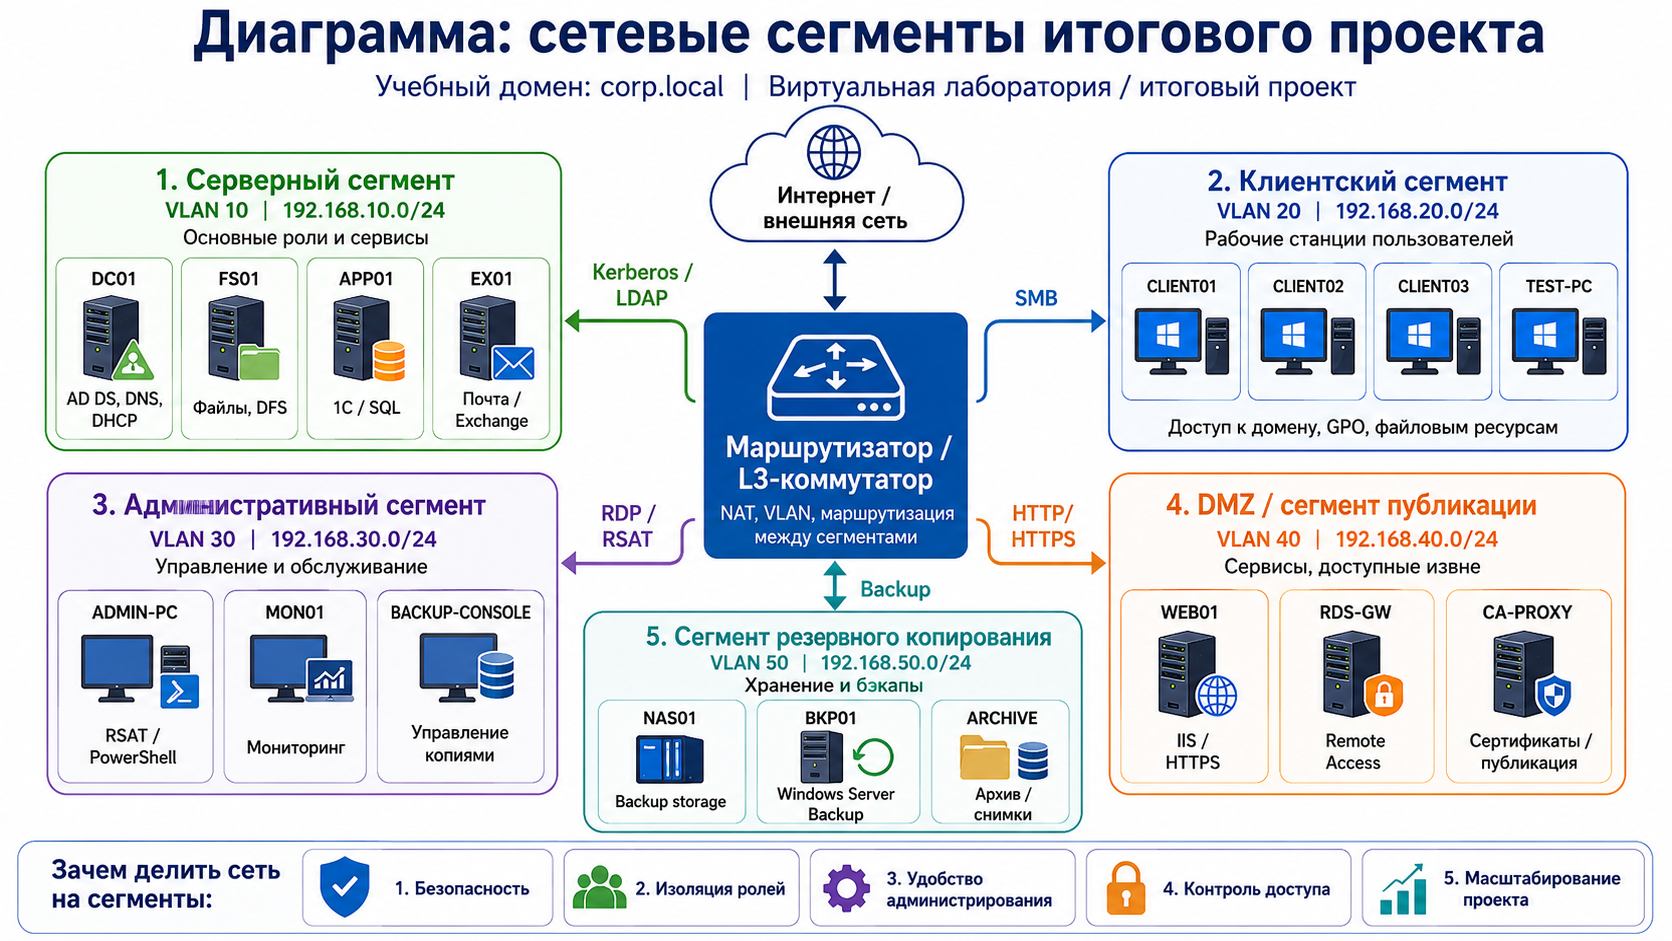 Диаграмма: сетевые сегменты итогового проекта
Учебный домен: corp.local | Виртуальная лаборатория / итоговый проект
Интернет /
внешняя сеть
1. Серверный сегмент
VLAN 10 | 192.168.10.0/24
Основные роли и сервисы
DC01
AD DS, DNS,
DHCP
FS01
Файлы, DFS
APP01
1C / SQL
EX01
Почта /
Exchange
Kerberos /
LDAP
SMB
2. Клиентский сегмент
VLAN 20 | 192.168.20.0/24
Рабочие станции пользователей
CLIENT01
CLIENT02
CLIENT03
TEST-PC
Доступ к домену, GPO, файловым ресурсам
Маршрутизатор /
L3-коммутатор
NAT, VLAN, маршрутизация
между сегментами
3. Административный сегмент
VLAN 30 | 192.168.30.0/24
Управление и обслуживание
ADMIN-PC
RSAT /
PowerShell
MON01
Мониторинг
BACKUP-CONSOLE
Управление
копиями
RDP /
RSAT
HTTP/
HTTPS
Backup
4. DMZ / сегмент публикации
VLAN 40 | 192.168.40.0/24
Сервисы, доступные извне
WEB01
IIS /
HTTPS
RDS-GW
Remote
Access
CA-PROXY
Сертификаты /
публикация
5. Сегмент резервного копирования
VLAN 50 | 192.168.50.0/24
Хранение и бэкапы
NAS01
Backup storage
BKP01
Windows Server
Backup
ARCHIVE
Архив /
снимки
Зачем делить сеть
на сегменты:
1. Безопасность
2. Изоляция ролей
3. Удобство
администрирования
4. Контроль доступа
5. Масштабирование
проекта